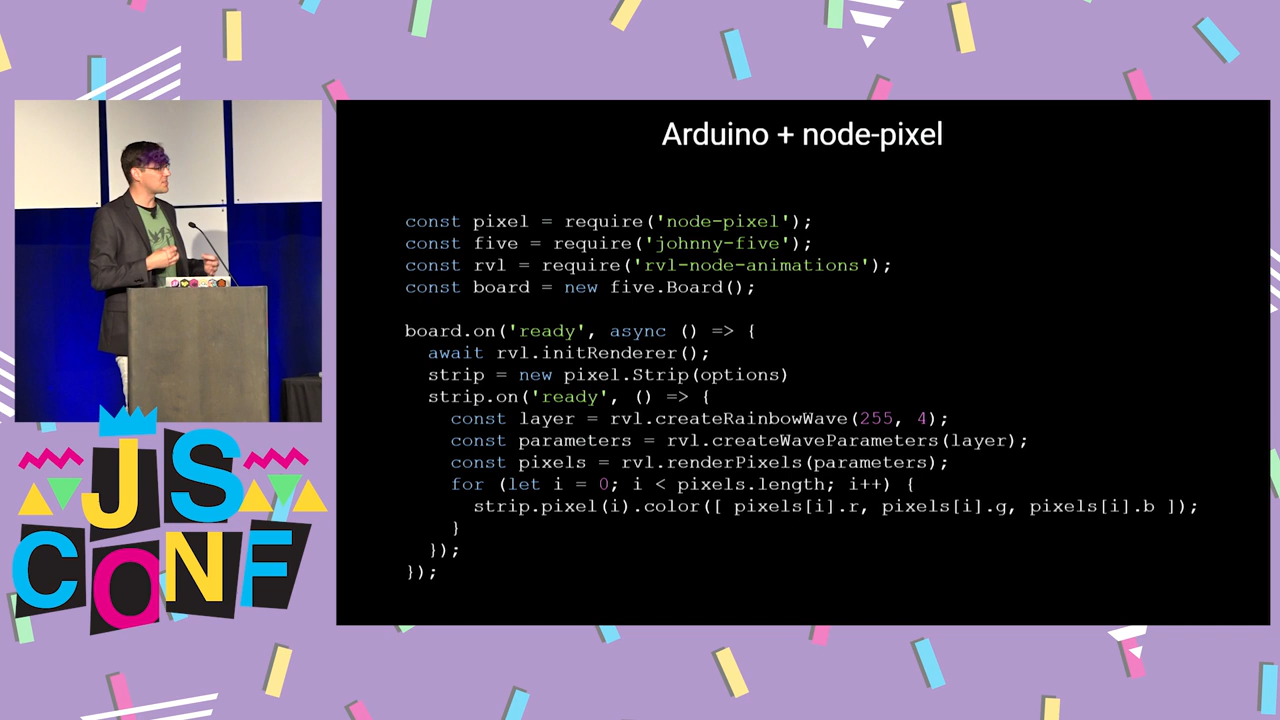 Arduino + node-pixel
const pixel = require('node-pixel');
const five = require('johnny-five');
const rvl = require('rvl-node-animations');
const board = new five.Board();
board.on('ready', async () => {
  await rvl.initRenderer();
  strip = new pixel.Strip(options)
  strip.on('ready', () => {
    const layer = rvl.createRainbowWave(255, 4);
    const parameters = rvl.createWaveParameters(layer);
    const pixels = rvl.renderPixels(parameters);
    for (let i = 0; i < pixels.length; i++) {
      strip.pixel(i).color([ pixels[i].r, pixels[i].g, pixels[i].b ]);
    }
  });
});
JS
CONF